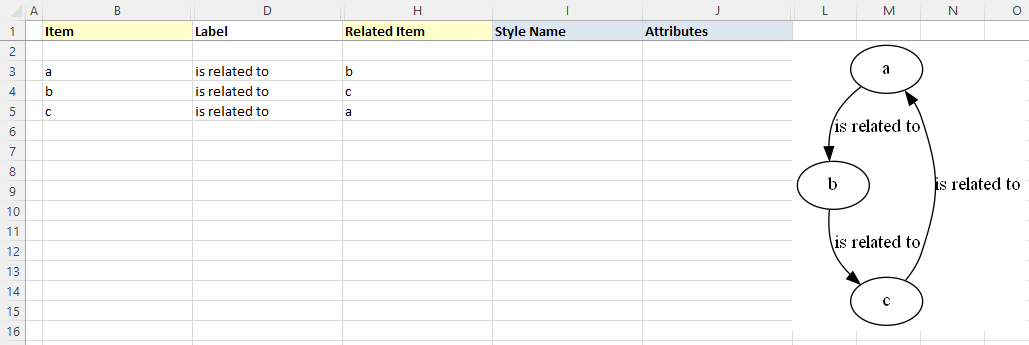 A B D H I J L M N O
1 Item Label Related Item Style Name Attributes
2
3 a is related to b
4 b is related to c
5 c is related to a
6
7
8
9
10
11
12
13
14
15
16
a
is related to
b
is related to
is related to
c